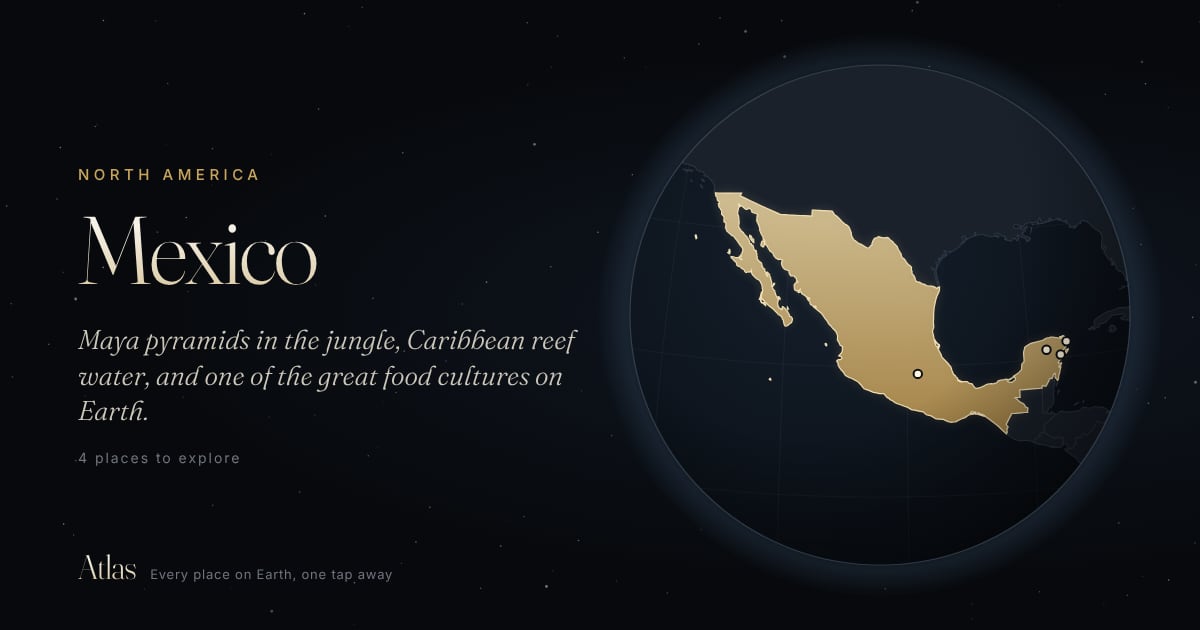 NORTH AMERICA
Mexico
Maya pyramids in the jungle, Caribbean reef
water, and one of the great food cultures on
Earth.
4 places to explore
Atlas Every place on Earth, one tap away